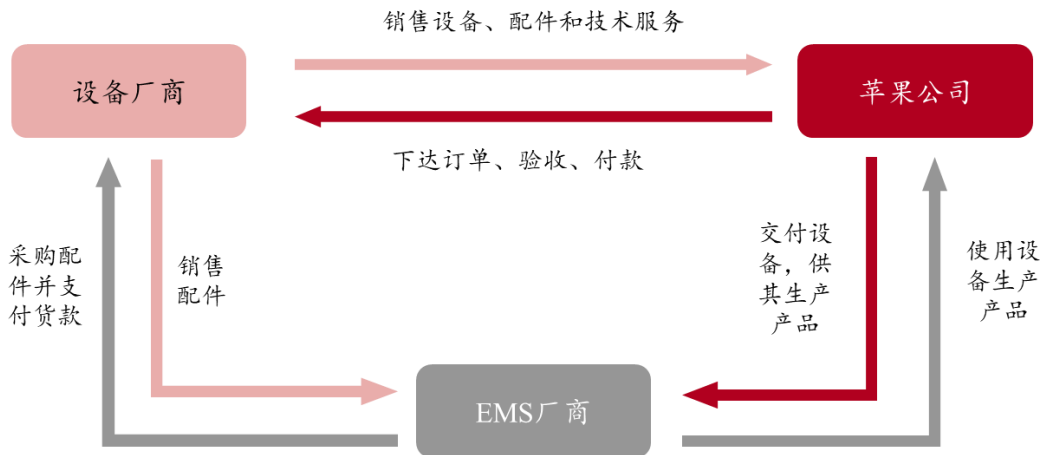 销售设备、配件和技术服务
设备厂商
苹果公司
下达订单、验收、付款
采购配
件并支
付货款
销售
配件
交付设
备，供
其生产
产品
使用设
备生产
产品
EMS厂商